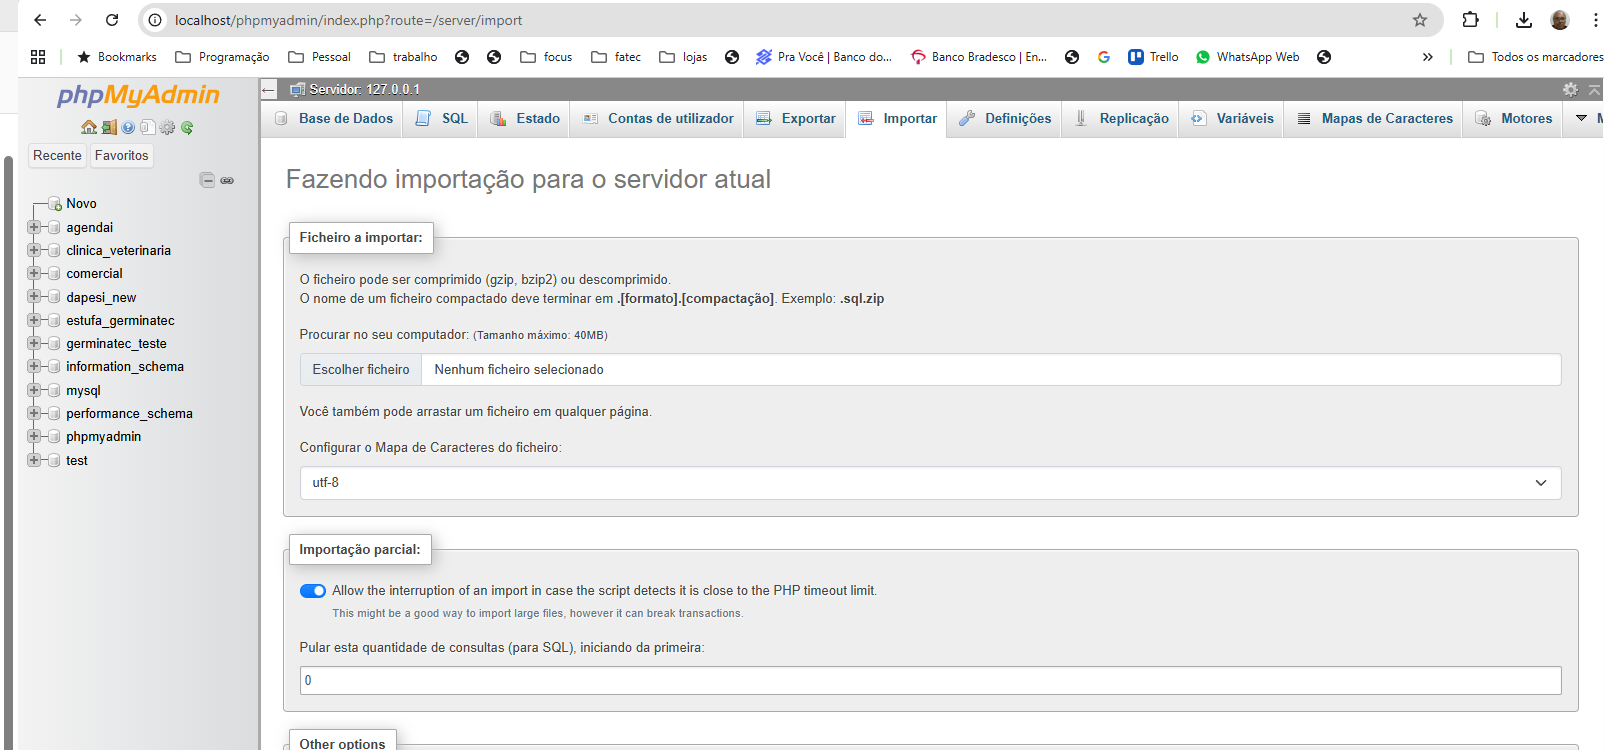 localhost/phpmyadmin/index.php?route=/server/import
Bookmarks Programação Pessoal trabalho focus fatec lojas Pra Você | Banco do... Banco Bradesco | En... Trello WhatsApp Web » Todos os marcadores
phpMyAdmin
Recente Favoritos
Novo
agendai
clinica_veterinaria
comercial
dapesi_new
estufa_germinatec
germinatec_teste
information_schema
mysql
performance_schema
phpmyadmin
test
Servidor: 127.0.0.1
Base de Dados SQL Estado Contas de utilizador Exportar Importar Definições Replicação Variáveis Mapas de Caracteres Motores
Fazendo importação para o servidor atual
Ficheiro a importar:
O ficheiro pode ser comprimido (gzip, bzip2) ou descomprimido.
O nome de um ficheiro compactado deve terminar em .[formato].[compactação]. Exemplo: .sql.zip
Procurar no seu computador: (Tamanho máximo: 40MB)
Escolher ficheiro Nenhum ficheiro selecionado
Você também pode arrastar um ficheiro em qualquer página.
Configurar o Mapa de Caracteres do ficheiro:
utf-8
Importação parcial:
Allow the interruption of an import in case the script detects it is close to the PHP timeout limit.
This might be a good way to import large files, however it can break transactions.
Pular esta quantidade de consultas (para SQL), iniciando da primeira:
0
Other options